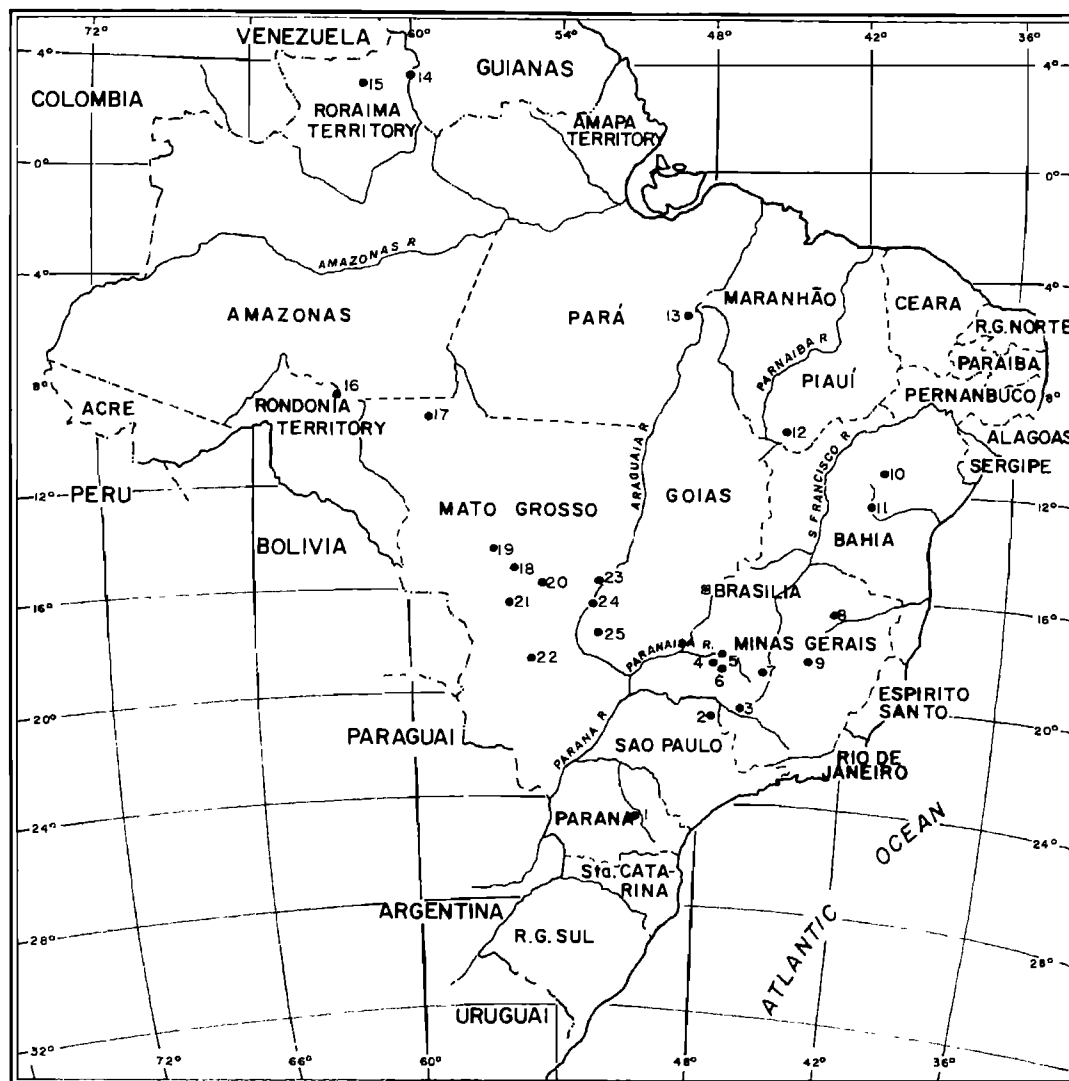 72° 60° 54° 48° 42° 36°
VENEZUELA
4° 4°
COLOMBIA
15 14
GUIANAS
RORAIMA
TERRITORY
AMAPA
TERRITORY
0° 0°
AMAZONAS R
4° 4°
AMAZONAS
PARÁ
13
MARANHÃO
CEARA
R.G.NORTE
PARAIBA
PARNAIBA R
PIAUÍ
PERNANBUCO
8° 8°
16
ACRE
RONDONIA
TERRITORY
17
12
ALAGOAS
SERGIPE
PERU
ARAGUAIA R
S FRANCISCO R
10
12° 12°
MATO GROSSO
GOIAS
11
BAHIA
BOLIVIA
19
18
20
23
BRASILIA
16° 21 24 16°
8
25
MINAS GERAIS
PARANAIBA R.
22
4 5
6
7
9
ESPIRITO
SANTO
20° 20°
2 3
PARAGUAI
PARANA R
SAO PAULO
RIO DE
JANEIRO
PARANA
1
24° 24°
OCEAN
Sta. CATA-
RINA
ARGENTINA
R.G. SUL
28° 28°
ATLANTIC
URUGUAI
32°
72° 66° 60° 48° 42° 36°